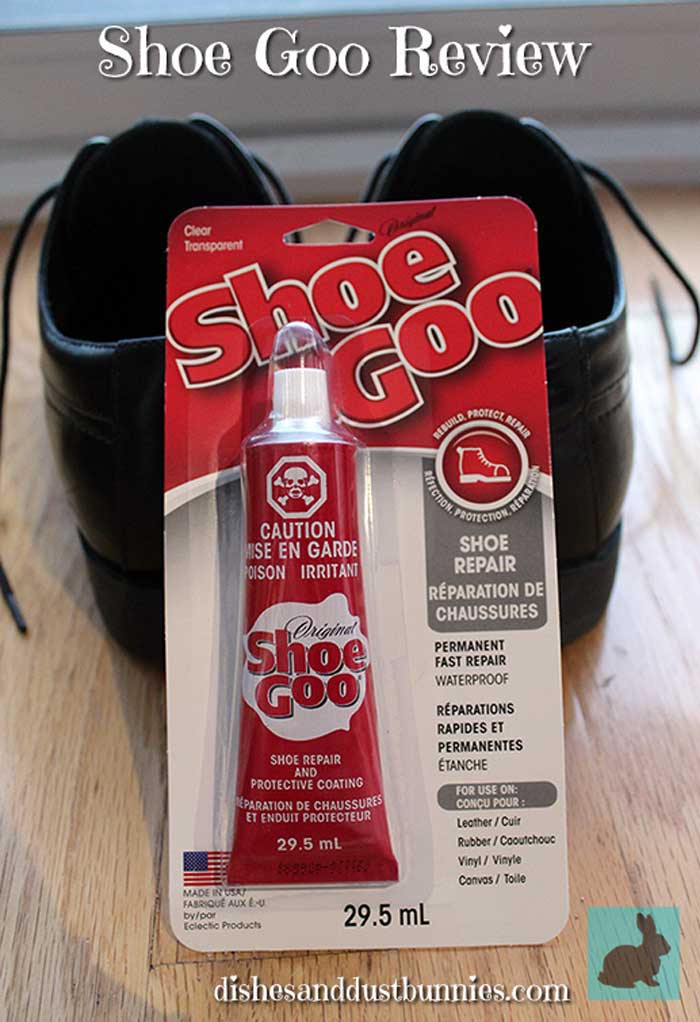 Shoe Goo Review
Clear
Transparent
Original
Shoe
Goo
REBUILD, PROTECT, REPAIR
RÉFECTION, PROTECTION, RÉPARATION
SHOE
REPAIR
RÉPARATION DE
CHAUSSURES
PERMANENT
FAST REPAIR
WATERPROOF
RÉPARATIONS
RAPIDES ET
PERMANENTES
ÉTANCHE
FOR USE ON:
CONÇU POUR :
Leather / Cuir
Rubber / Caoutchouc
Vinyl / Vinyle
Canvas / Toile
CAUTION
MISE EN GARDE
POISON IRRITANT
Original
Shoe
Goo
SHOE REPAIR
AND
PROTECTIVE COATING
RÉPARATION DE CHAUSSURES
ET ENDUIT PROTECTEUR
29.5 mL
MADE IN USA/
FABRIQUÉ AUX É.-U.
by/par
Eclectic Products
29.5 mL
dishesanddustbunnies.com